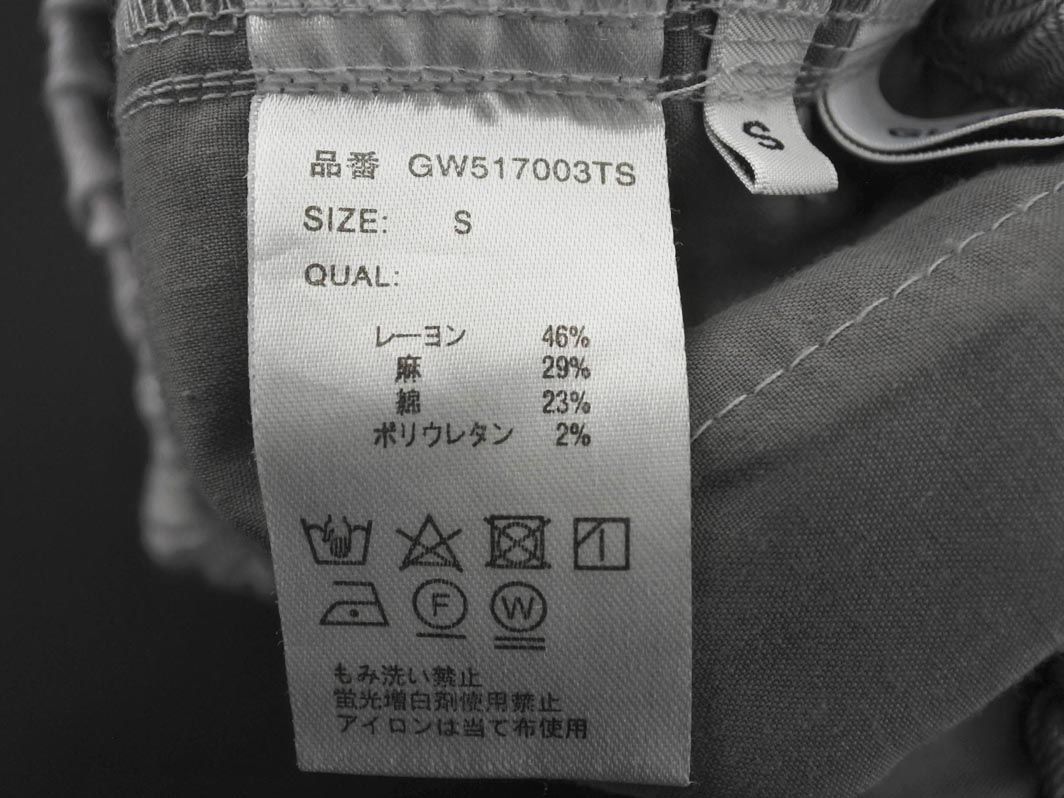 品番 GW517003TS
SIZE: S
QUAL:
レーヨン 46%
麻 29%
綿 23%
ポリウレタン 2%
F W
もみ洗い禁止
蛍光増白剤使用禁止
アイロンは当て布使用
S